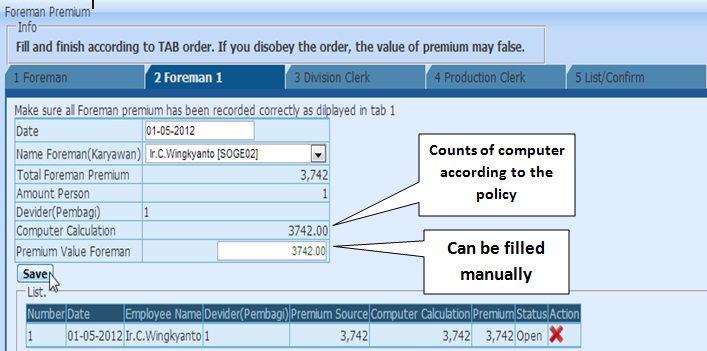 Foreman Premium
Info
Fill and finish according to TAB order. If you disobey the order, the value of premium may false.
1 Foreman 2 Foreman 1 3 Division Clerk 4 Production Clerk 5 List/Confirm
Make sure all Foreman premium has been recorded correctly as dilplayed in tab 1
Date 01-05-2012
Name Foreman(Karyawan) Ir.C.Wingkyanto [SOGE02]
Total Foreman Premium 3,742
Amount Person 1
Devider(Pembagi) 1
Computer Calculation 3742.00
Premium Value Foreman 3742.00
Counts of computer
according to the
policy
Can be filled
manually
Save
List.
Number Date Employee Name Devider(Pembagi) Premium Source Computer Calculation Premium Status Action
1 01-05-2012 Ir.C.Wingkyanto 1 3,742 3,742 3,742 Open